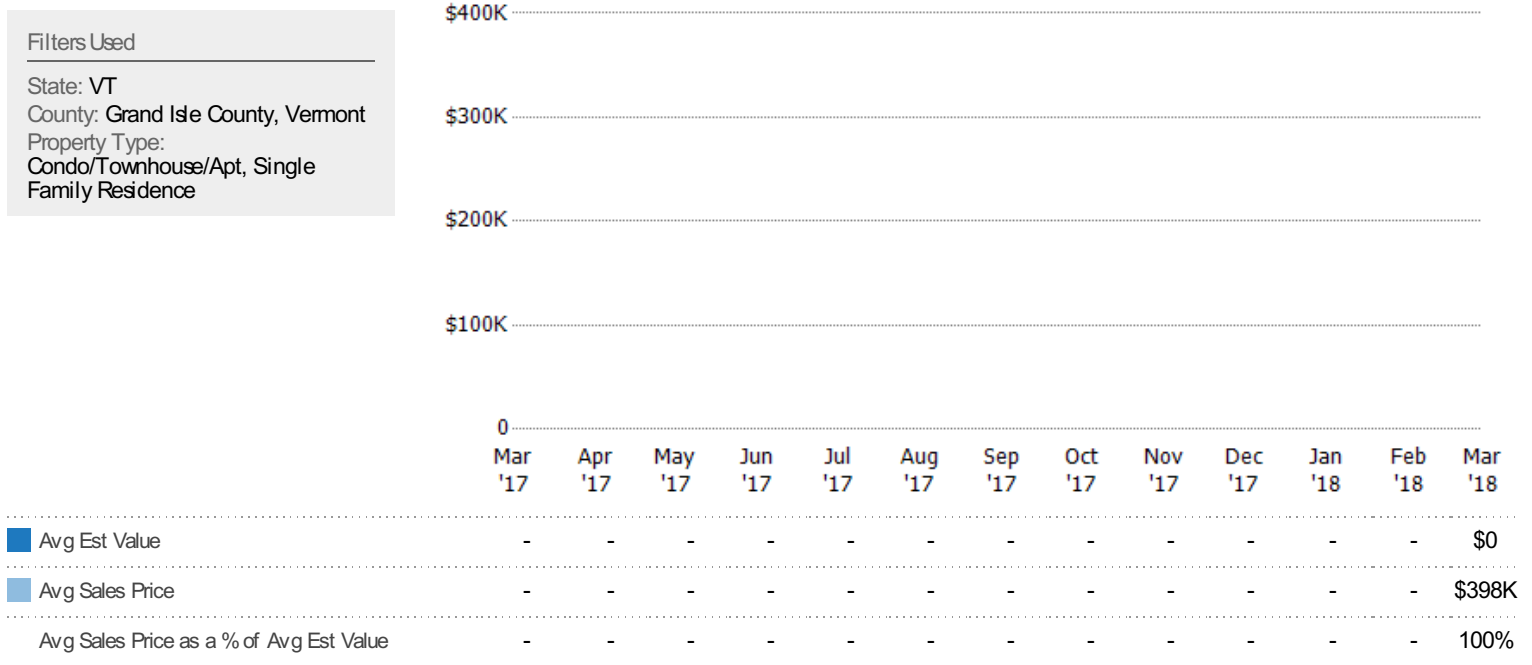 Filters Used
State: VT
County: Grand Isle County, Vermont
Property Type:
Condo/Townhouse/Apt, Single
Family Residence
$400K
$300K
$200K
$100K
0
Mar Apr May Jun Jul Aug Sep Oct Nov Dec Jan Feb Mar
'17 '17 '17 '17 '17 '17 '17 '17 '17 '17 '18 '18 '18
Avg Est Value - - - - - - - - - - - - $0
Avg Sales Price - - - - - - - - - - - - $398K
Avg Sales Price as a % of Avg Est Value - - - - - - - - - - - - 100%